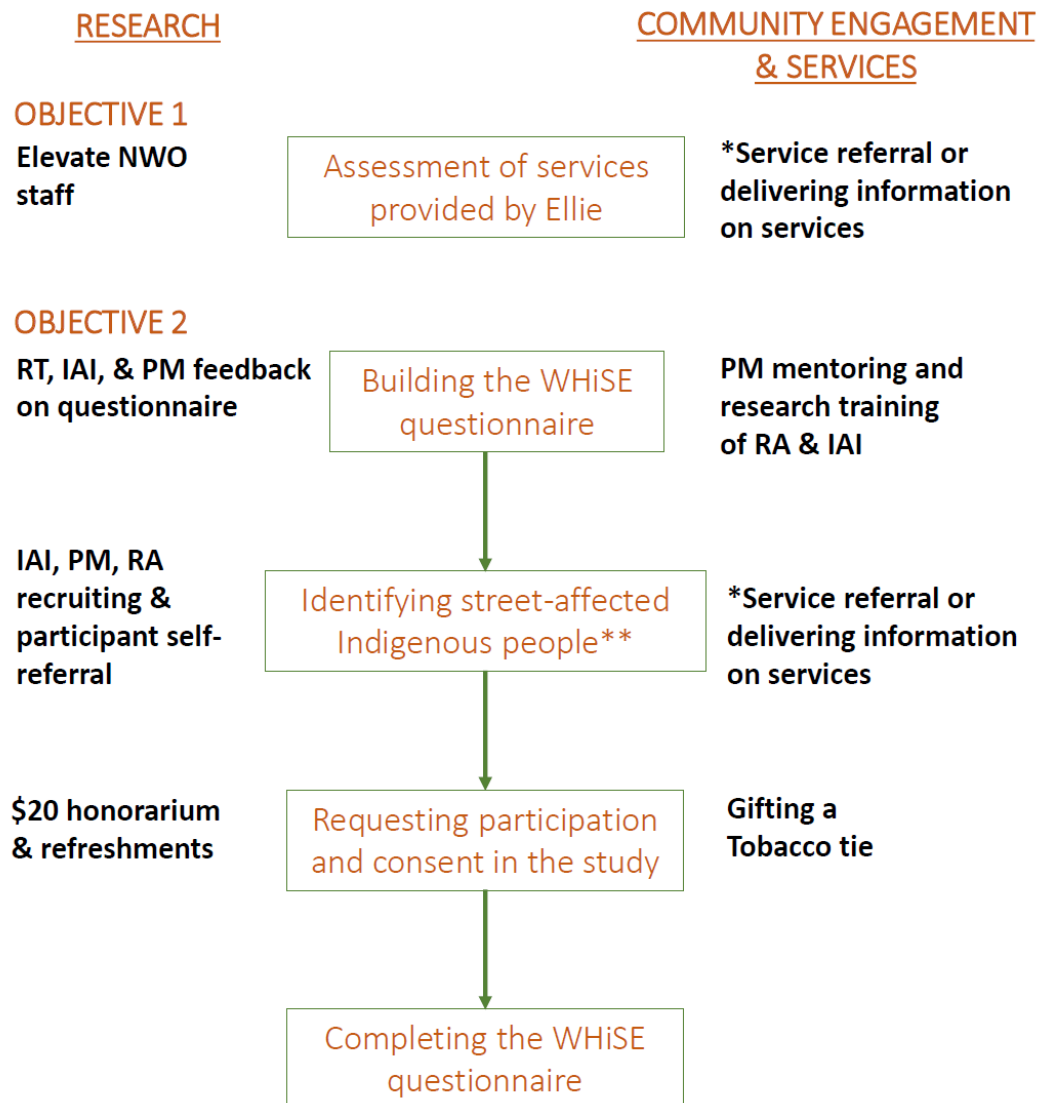 RESEARCH
COMMUNITY ENGAGEMENT
& SERVICES
OBJECTIVE 1
Elevate NWO
staff
Assessment of services
provided by Ellie
*Service referral or
delivering information
on services
OBJECTIVE 2
RT, IAI, & PM feedback
on questionnaire
Building the WHiSE
questionnaire
PM mentoring and
research training
of RA & IAI
IAI, PM, RA
recruiting &
participant self-
referral
Identifying street-affected
Indigenous people**
*Service referral or
delivering information
on services
$20 honorarium
& refreshments
Requesting participation
and consent in the study
Gifting a
Tobacco tie
Completing the WHiSE
questionnaire